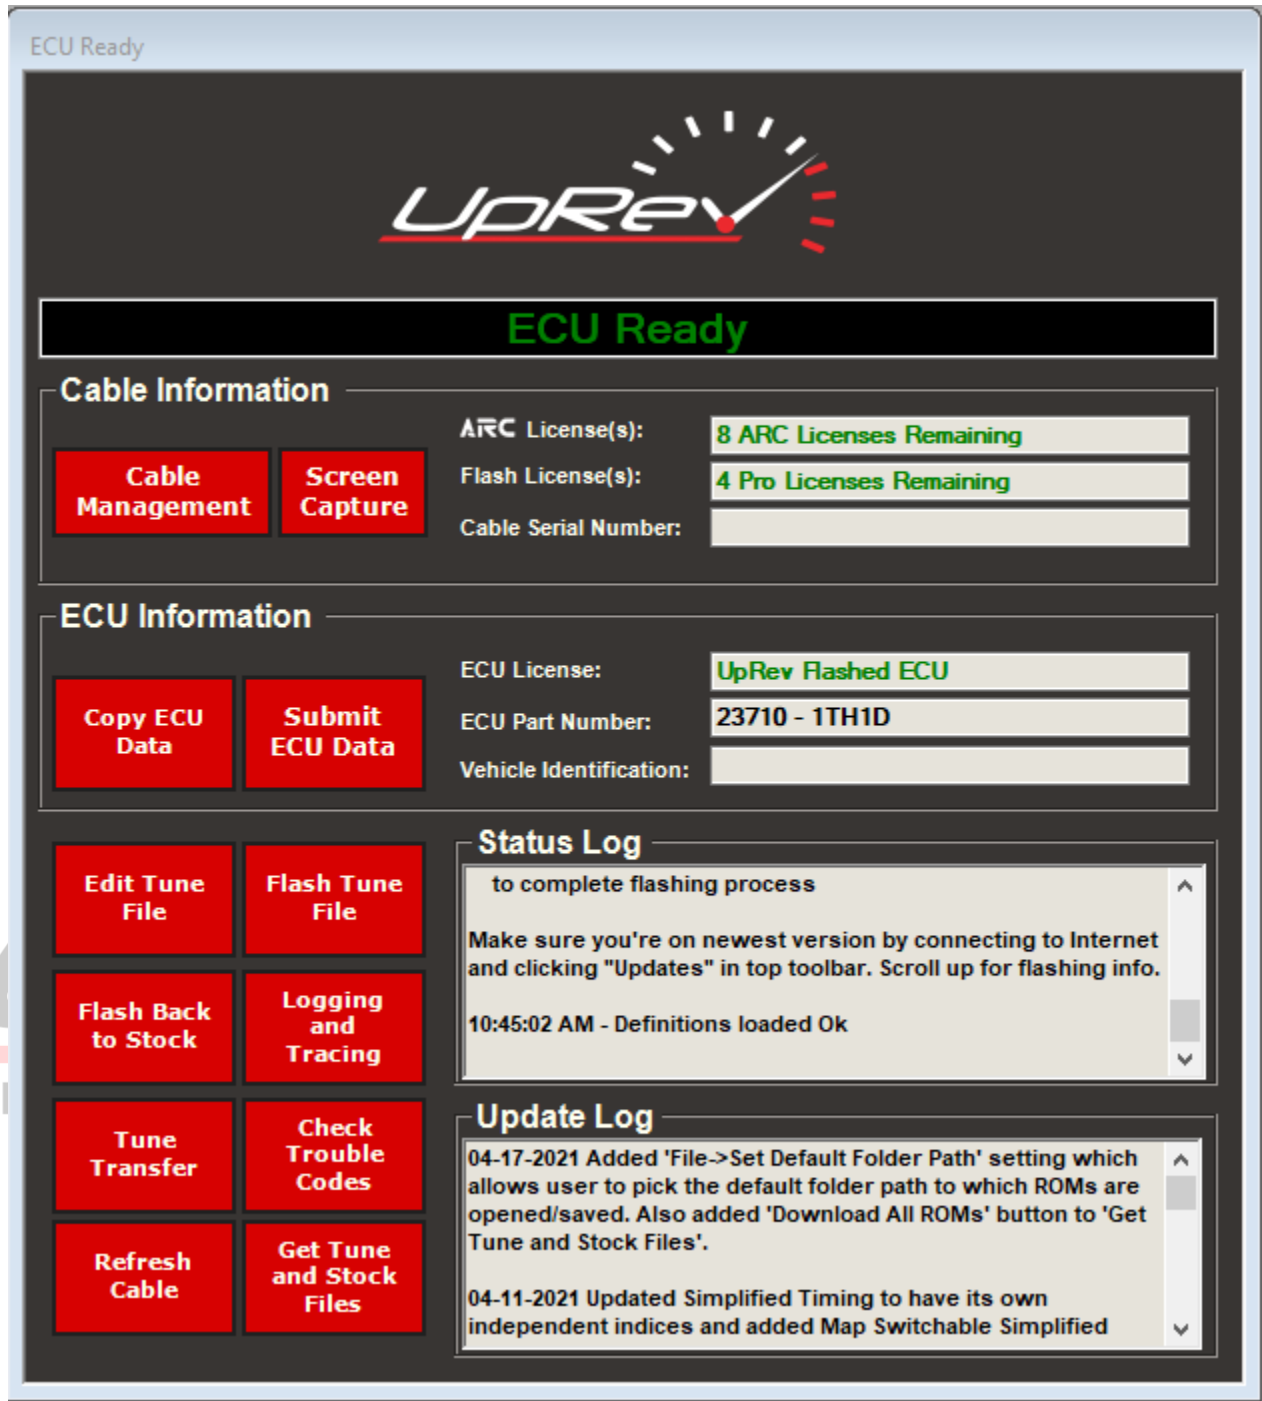 ECU Ready
UpRev
ECU Ready
Cable Information
Cable
Management
Screen
Capture
ARC License(s):
8 ARC Licenses Remaining
Flash License(s):
4 Pro Licenses Remaining
Cable Serial Number:
ECU Information
Copy ECU
Data
Submit
ECU Data
ECU License:
UpRev Flashed ECU
ECU Part Number:
23710 - 1TH1D
Vehicle Identification:
Edit Tune
File
Flash Tune
File
Flash Back
to Stock
Logging
and
Tracing
Tune
Transfer
Check
Trouble
Codes
Refresh
Cable
Get Tune
and Stock
Files
Status Log
to complete flashing process
Make sure you're on newest version by connecting to Internet
and clicking "Updates" in top toolbar. Scroll up for flashing info.
10:45:02 AM - Definitions loaded Ok
Update Log
04-17-2021 Added 'File->Set Default Folder Path' setting which
allows user to pick the default folder path to which ROMs are
opened/saved. Also added 'Download All ROMs' button to 'Get
Tune and Stock Files'.
04-11-2021 Updated Simplified Timing to have its own
independent indices and added Map Switchable Simplified